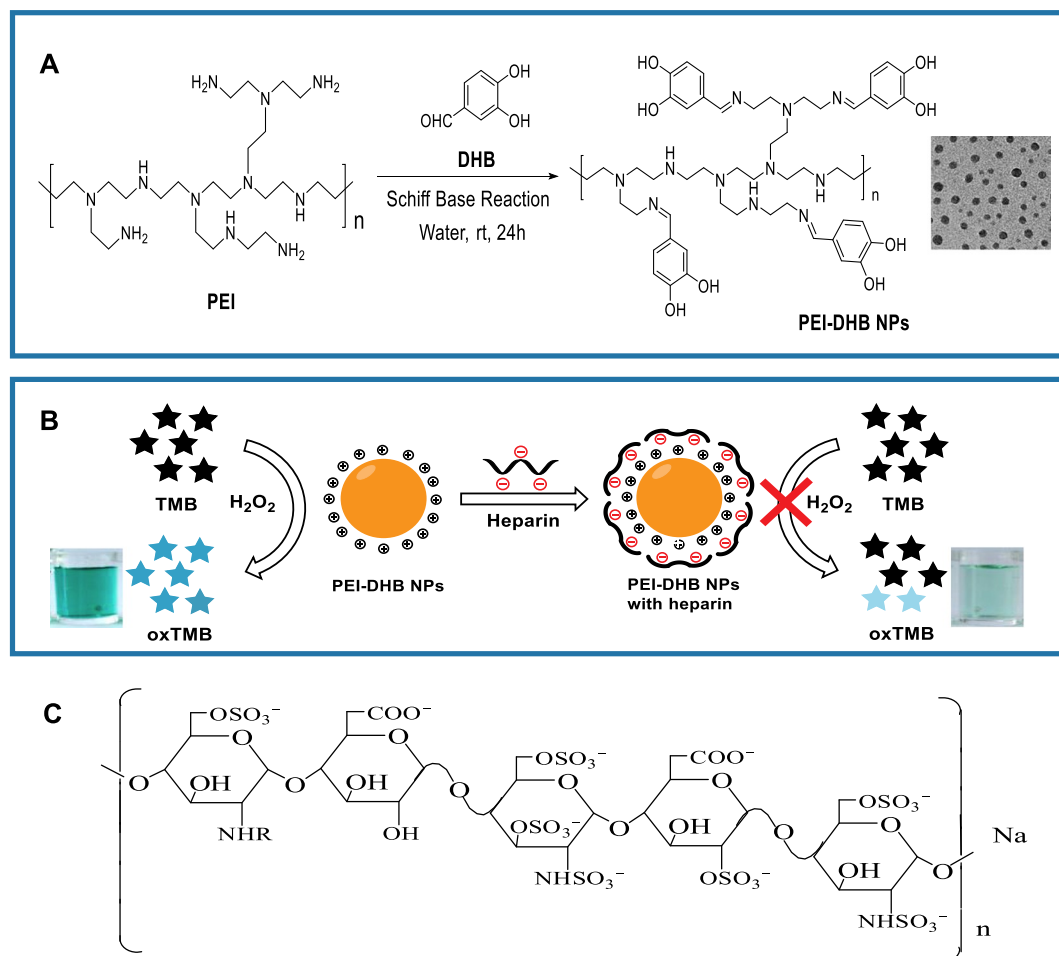 A
H₂N
NH₂
N
H
N
N
N
N
N
H
n
NH₂
H
N
NH₂
PEI
OH
OHC
OH
DHB
Schiff Base Reaction
Water, rt, 24h
HO
HO
N
N
N
OH
OH
H
N
N
N
N
N
H
n
N
H
N
N
OH
OH
OH
OH
PEI-DHB NPs
B
TMB
H₂O₂
oxTMB
PEI-DHB NPs
Heparin
PEI-DHB NPs
with heparin
H₂O₂
TMB
oxTMB
C
OSO₃⁻
O
OH
O
NHR
O
COO⁻
O
OH
OH
O
OSO₃⁻
O
OSO₃⁻
NHSO₃⁻
O
COO⁻
O
OH
OSO₃⁻
O
OSO₃⁻
O
OH
NHSO₃⁻
O
Na
n